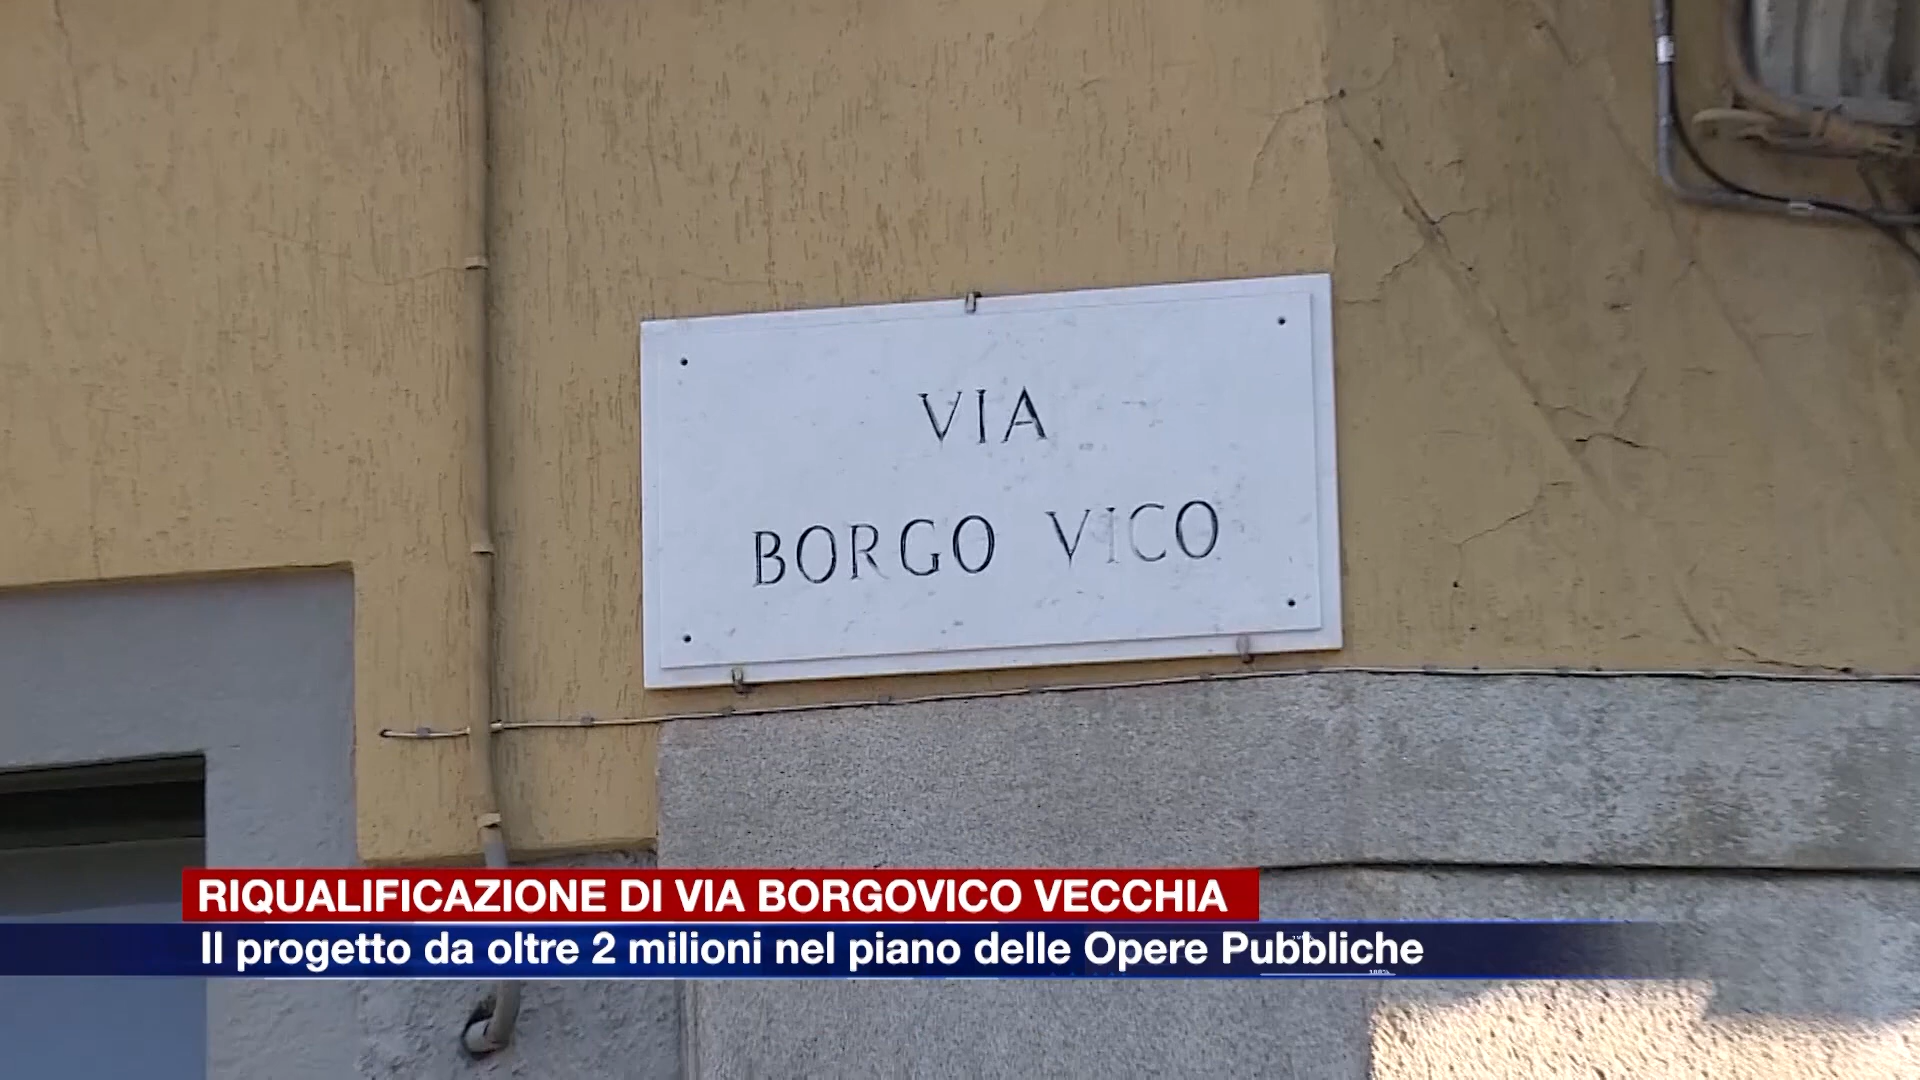 VIA
BORGO VICO
RIQUALIFICAZIONE DI VIA BORGOVICO VECCHIA
Il progetto da oltre 2 milioni nel piano delle Opere Pubbliche